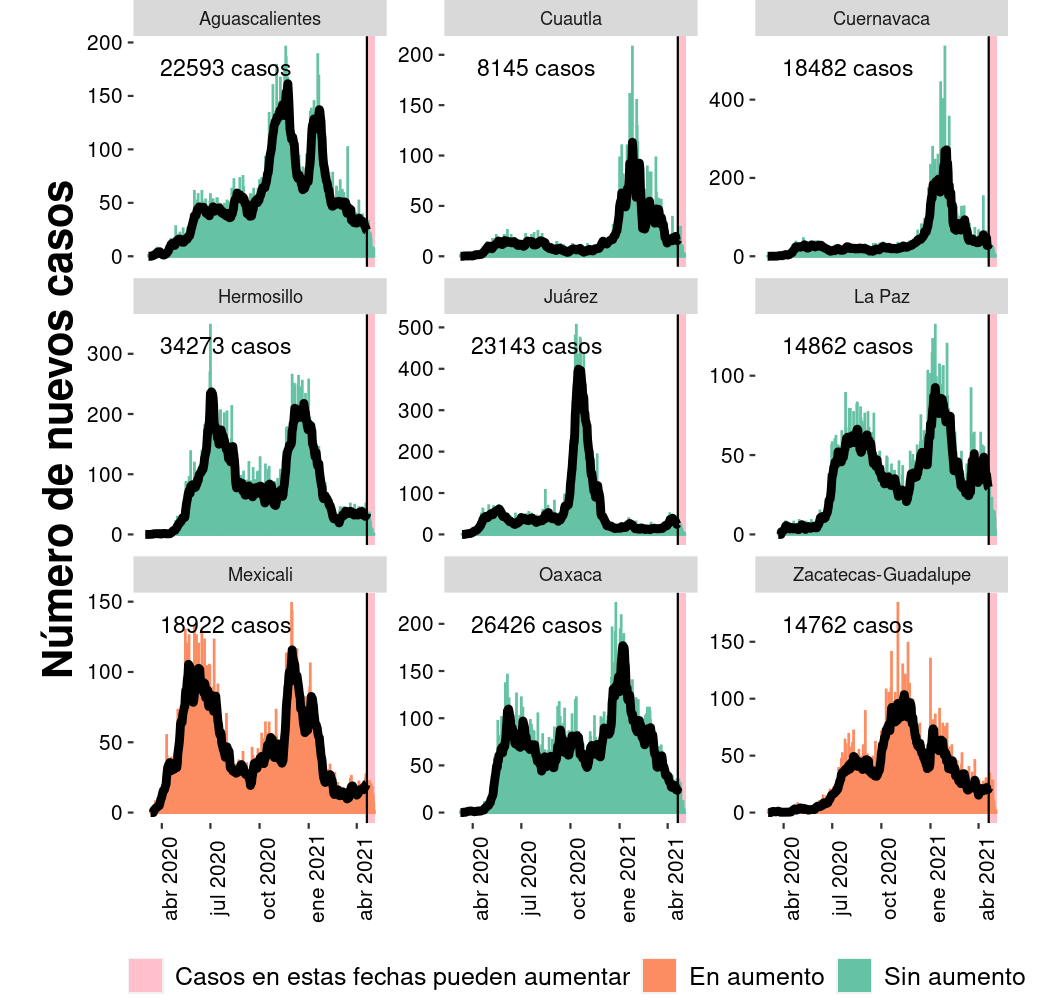 Número de nuevos casos
Aguascalientes
Cuautla
Cuernavaca
200
150
100
50
0
22593 casos
200
150
100
50
0
8145 casos
400
200
0
18482 casos
Hermosillo
Juárez
La Paz
300
200
100
0
34273 casos
500
400
300
200
100
0
23143 casos
100
50
0
14862 casos
Mexicali
Oaxaca
Zacatecas-Guadalupe
150
100
50
0
18922 casos
200
150
100
50
0
26426 casos
150
100
50
0
14762 casos
abr 2020
jul 2020
oct 2020
ene 2021
abr 2021
abr 2020
jul 2020
oct 2020
ene 2021
abr 2021
abr 2020
jul 2020
oct 2020
ene 2021
abr 2021
Casos en estas fechas pueden aumentar
En aumento
Sin aumento